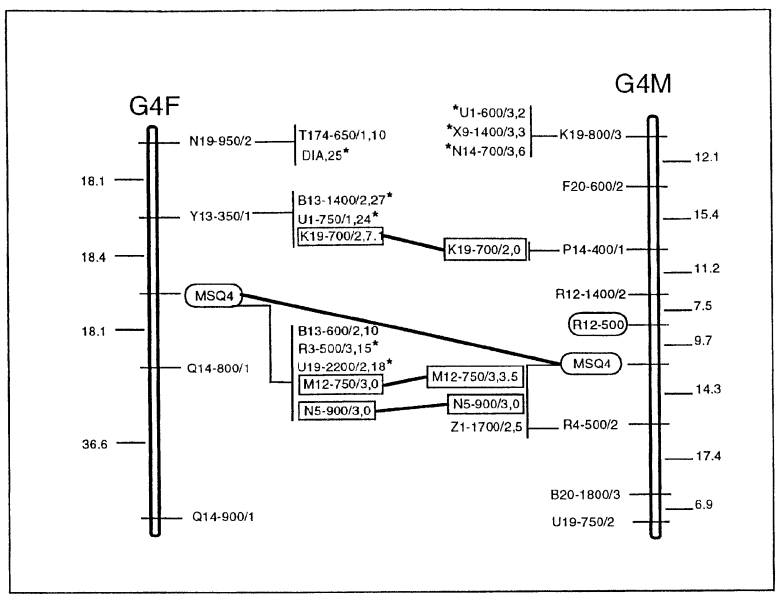 G4F
N19-950/2
T174-650/1,10
DIA,25*
18.1
Y13-350/1
B13-1400/2,27*
U1-750/1,24*
K19-700/2,7.
18.4
MSQ4
18.1
B13-600/2,10
R3-500/3,15*
U19-2200/2,18*
M12-750/3,0
N5-900/3,0
Q14-800/1
36.6
Q14-900/1
G4M
*U1-600/3,2
*X9-1400/3,3
*N14-700/3,6
K19-800/3
12.1
F20-600/2
15.4
K19-700/2,0
P14-400/1
11.2
R12-1400/2
7.5
R12-500
9.7
MSQ4
M12-750/3,3.5
14.3
N5-900/3,0
Z1-1700/2,5
R4-500/2
17.4
B20-1800/3
6.9
U19-750/2